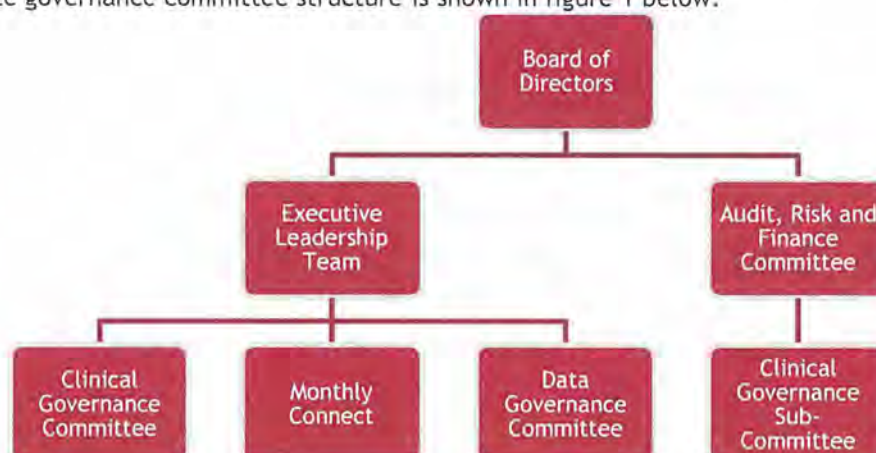 governance committee structure is shown in figure 1 below.
Board of
Directors
Executive
Leadership
Team
Audit, Risk and
Finance
Committee
Clinical
Governance
Committee
Monthly
Connect
Data
Governance
Committee
Clinical
Governance
Sub-
Committee